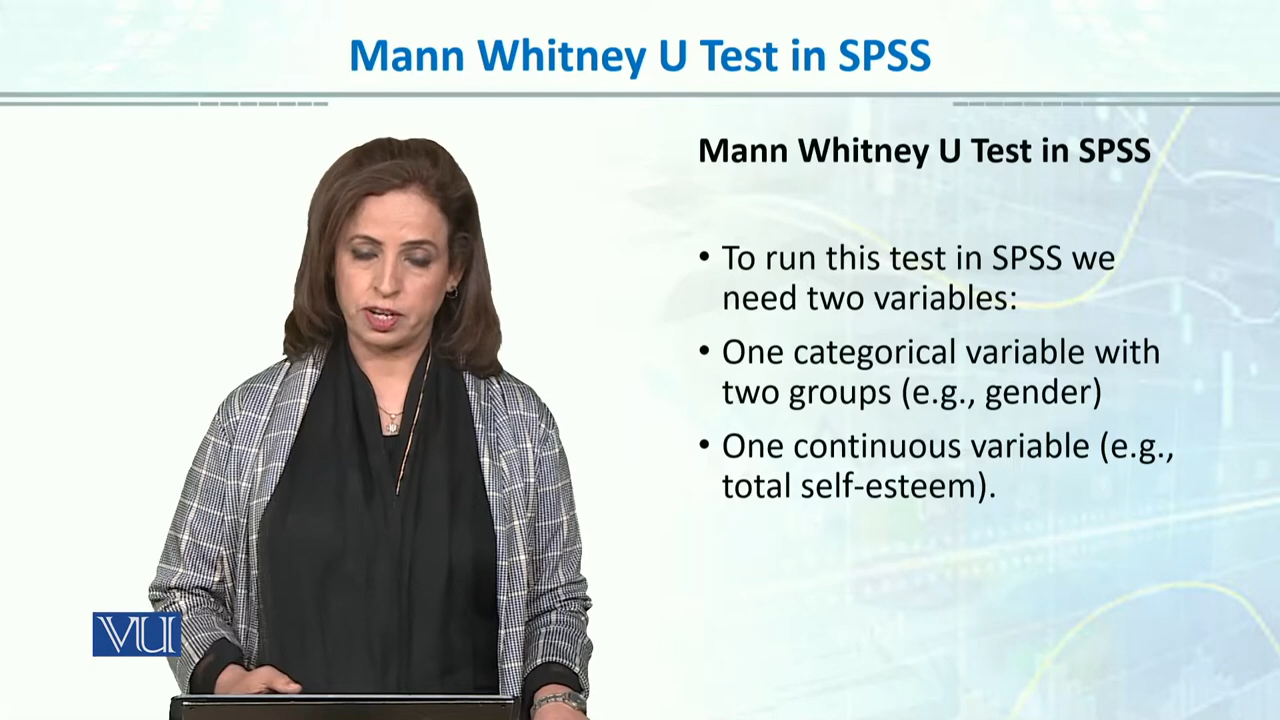 Mann Whitney U Test in SPSS
Mann Whitney U Test in SPSS
• To run this test in SPSS we
need two variables:
• One categorical variable with
two groups (e.g., gender)
• One continuous variable (e.g.,
total self-esteem).
VU